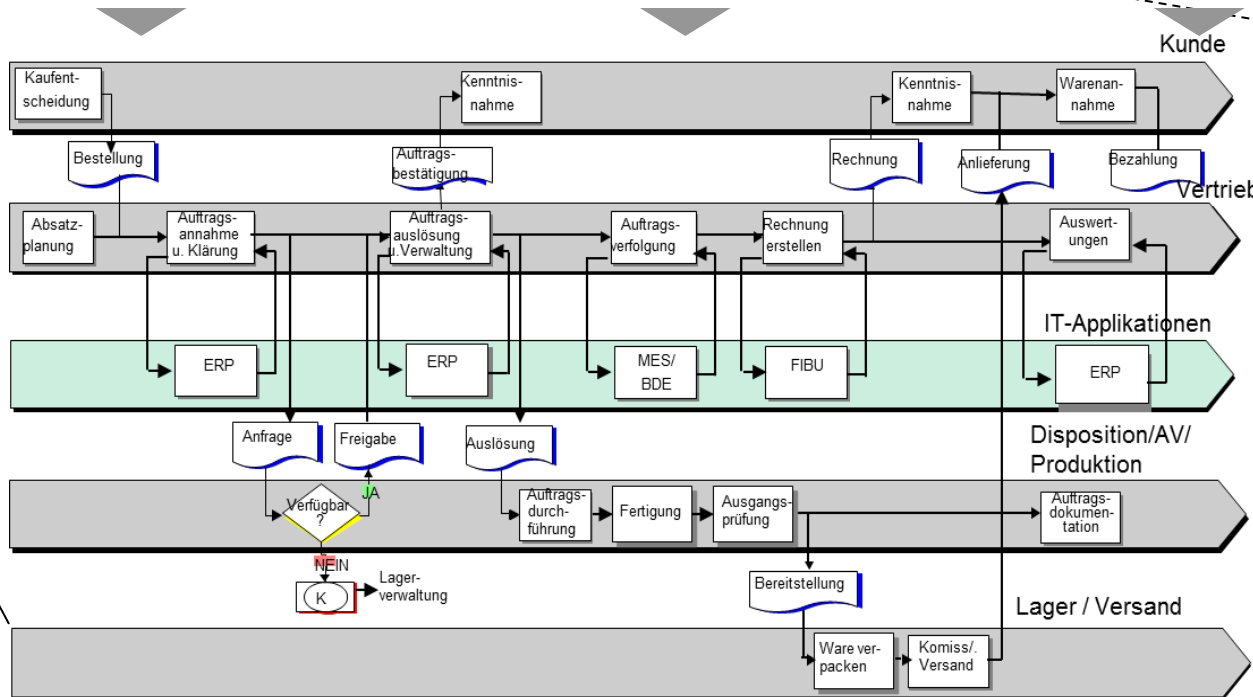 Kunde
Kaufent-
scheidung
Kenntnis-
nahme
Kenntnis-
nahme
Warenan-
nahme
Bestellung
Auftrags-
bestätigung
Rechnung
Anlieferung
Bezahlung
Vertrieb
Absatz-
planung
Auftrags-
annahme
u. Klärung
Auftrags-
auslösung
u.Verwaltung
Auftrags-
verfolgung
Rechnung
erstellen
Auswert-
ungen
IT-Applikationen
ERP
ERP
MES/
BDE
FIBU
ERP
Anfrage
Freigabe
Auslösung
Disposition/AV/
Produktion
Verfügbar
?
JA
NEIN
Auftrags-
durch-
führung
Fertigung
Ausgangs-
prüfung
Auftrags-
dokumen-
tation
K
Lager-
verwaltung
Bereitstellung
Lager / Versand
Ware ver-
packen
Komiss/.
Versand